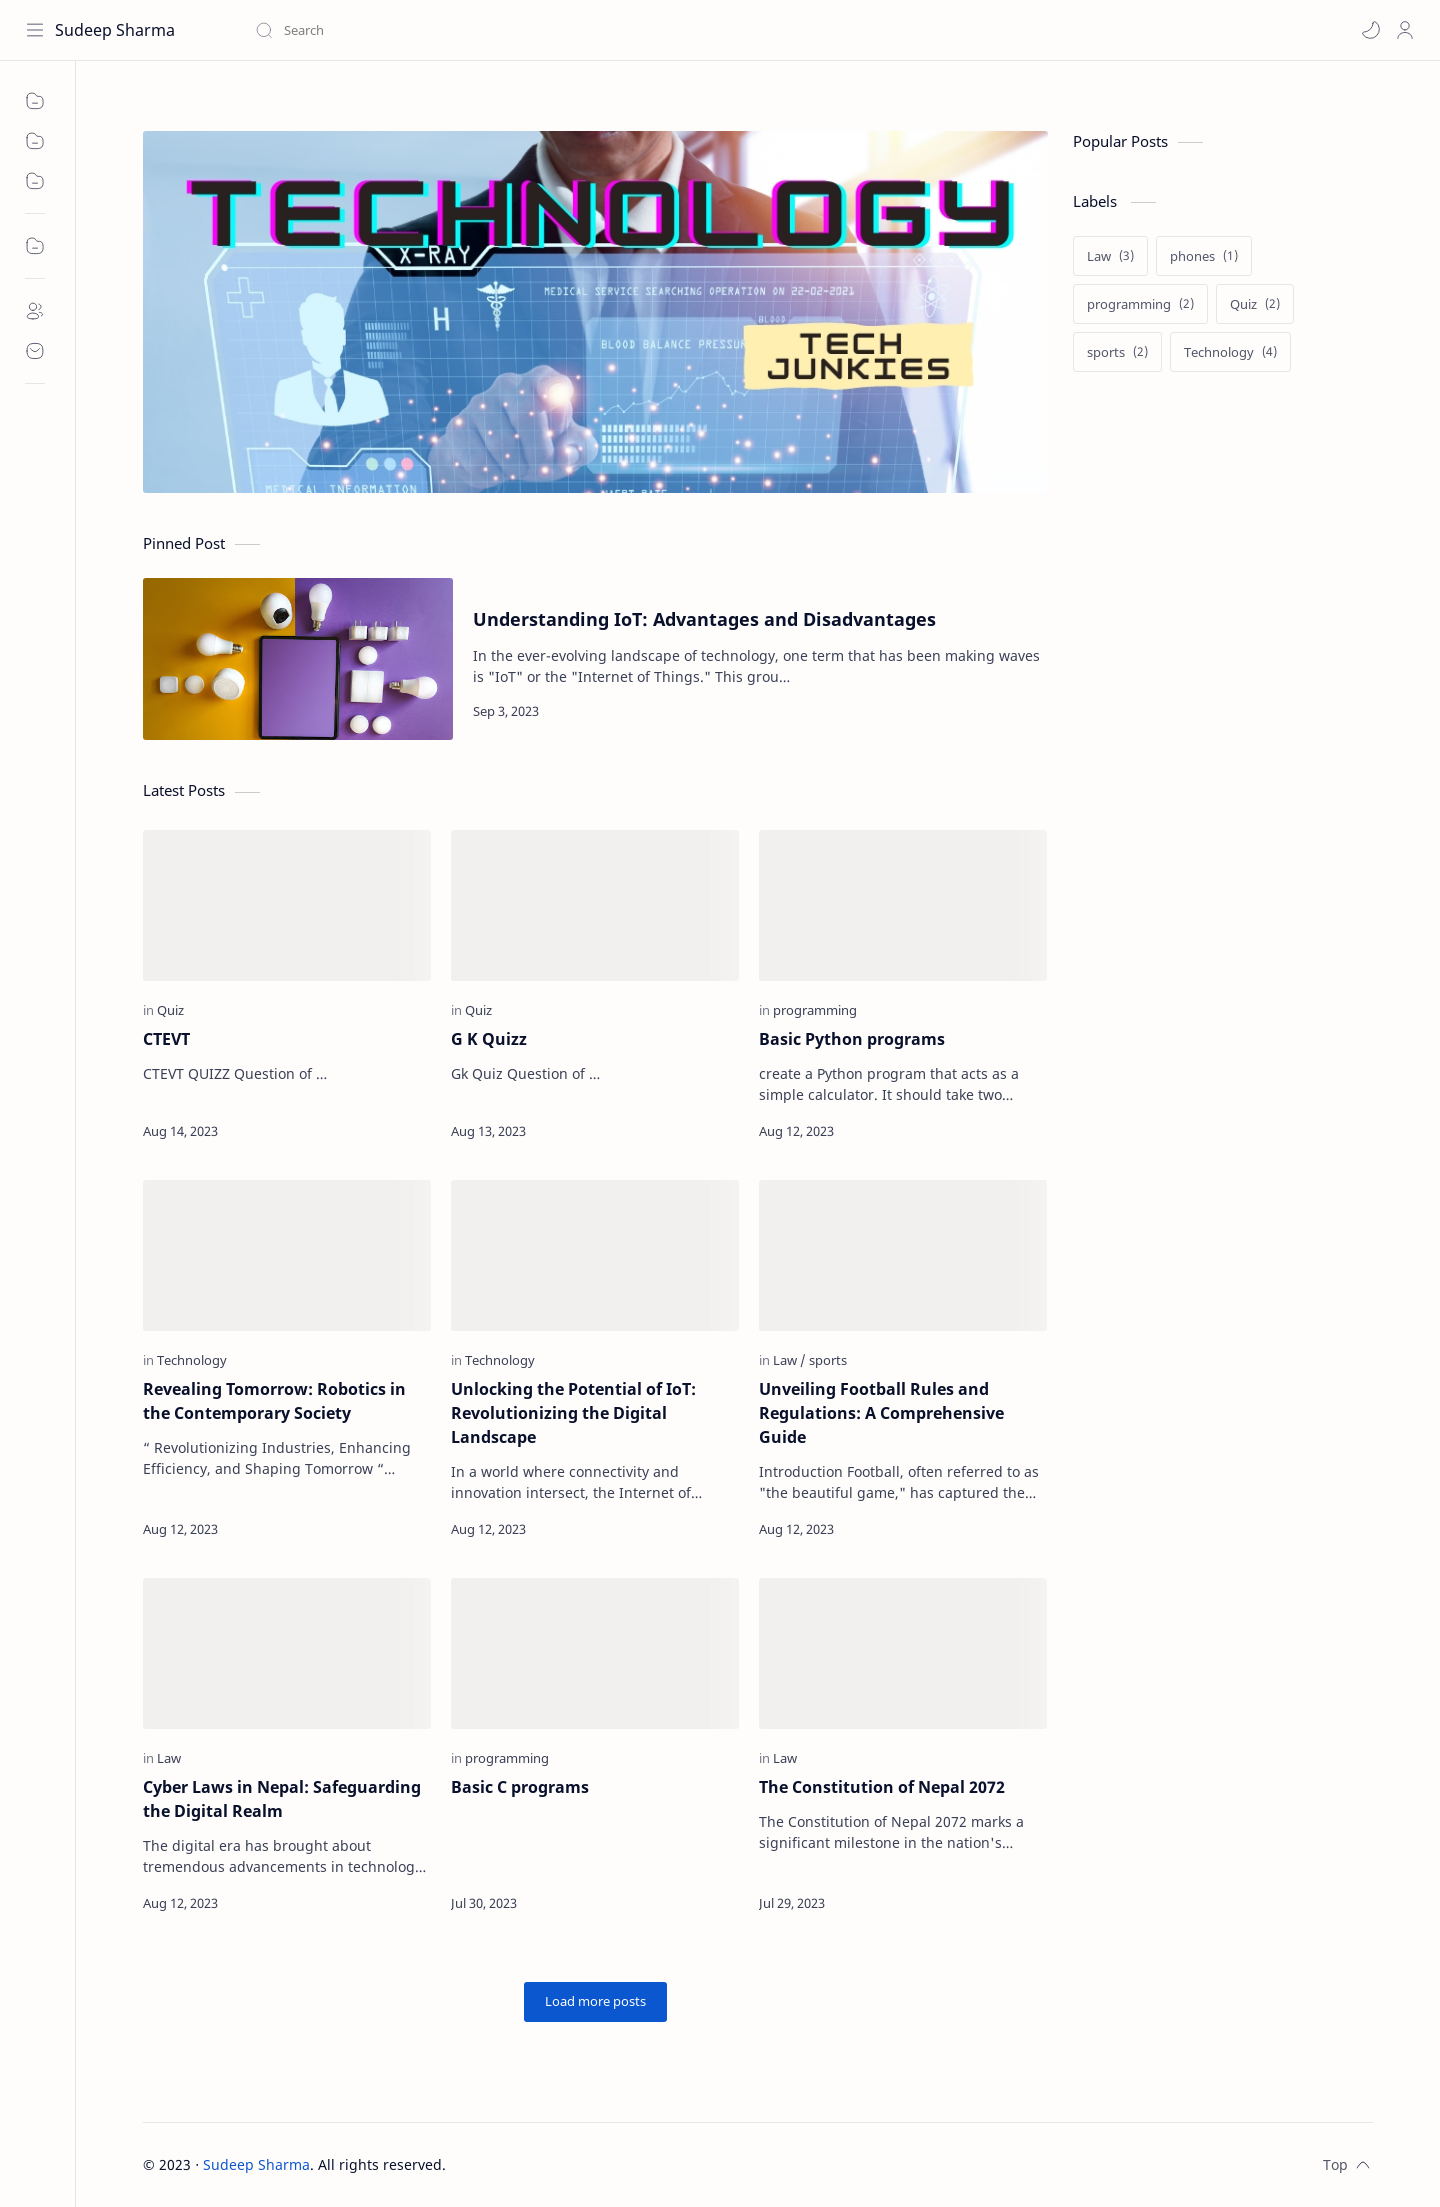 Sudeep Sharma
Search
TECHNOLOGY
X-RAY
MEDICAL SERVICE SEARCHING OPERATION ON 22-02-2021
H
BLOOD
BLOOD BALANCE PRESSU
TECH
JUNKIES
MEDICAL INFORMATION
HEART RATE
Popular Posts
Labels
Law (3)
phones (1)
programming (2)
Quiz (2)
sports (2)
Technology (4)
Pinned Post
Understanding IoT: Advantages and Disadvantages
In the ever-evolving landscape of technology, one term that has been making waves
is "IoT" or the "Internet of Things." This grou...
Sep 3, 2023
Latest Posts
in Quiz
CTEVT
CTEVT QUIZZ Question of ...
Aug 14, 2023
in Quiz
G K Quizz
Gk Quiz Question of ...
Aug 13, 2023
in programming
Basic Python programs
create a Python program that acts as a
simple calculator. It should take two...
Aug 12, 2023
in Technology
Revealing Tomorrow: Robotics in
the Contemporary Society
“ Revolutionizing Industries, Enhancing
Efficiency, and Shaping Tomorrow “...
Aug 12, 2023
in Technology
Unlocking the Potential of IoT:
Revolutionizing the Digital
Landscape
In a world where connectivity and
innovation intersect, the Internet of...
Aug 12, 2023
in Law / sports
Unveiling Football Rules and
Regulations: A Comprehensive
Guide
Introduction Football, often referred to as
"the beautiful game," has captured the...
Aug 12, 2023
in Law
Cyber Laws in Nepal: Safeguarding
the Digital Realm
The digital era has brought about
tremendous advancements in technolog...
Aug 12, 2023
in programming
Basic C programs
Jul 30, 2023
in Law
The Constitution of Nepal 2072
The Constitution of Nepal 2072 marks a
significant milestone in the nation's...
Jul 29, 2023
Load more posts
© 2023 · Sudeep Sharma. All rights reserved.
Top